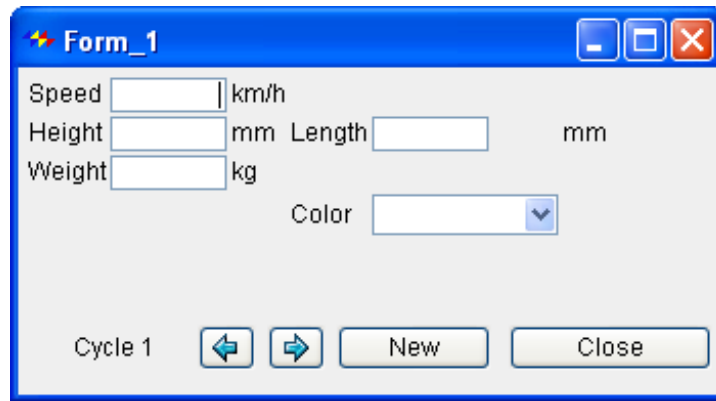 Form_1
Speed km/h
Height mm Length mm
Weight kg
Color
Cycle 1 New Close